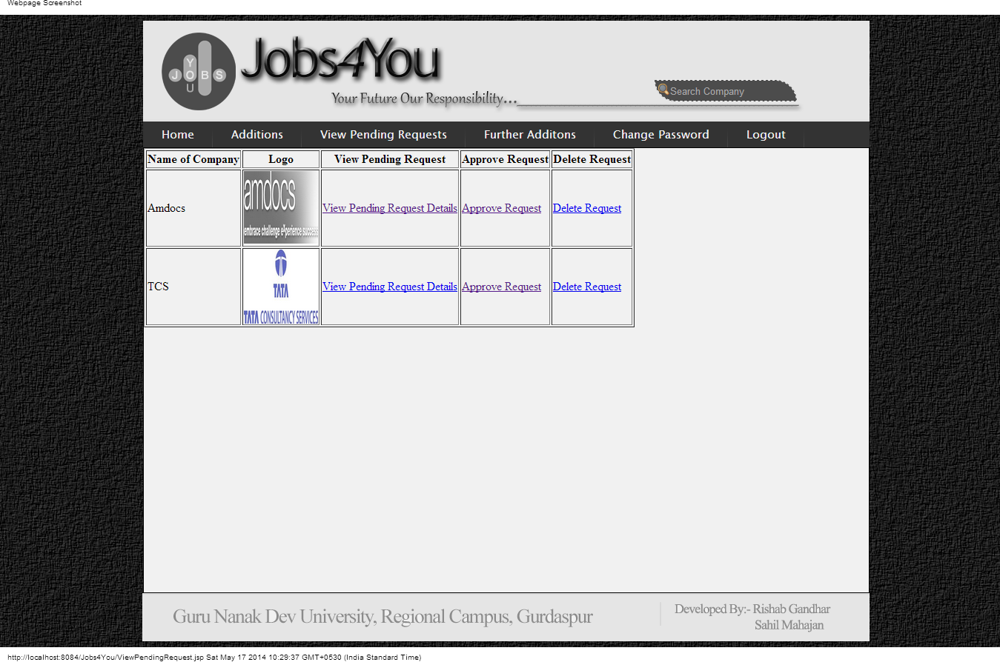 Webpage Screenshot
Y
JOBS
U
Jobs4You
Your Future Our Responsibility...
Search Company
Home Additions View Pending Requests Further Additons Change Password Logout
Name of Company Logo View Pending Request Approve Request Delete Request
amdocs
embrace challenge experience success
Amdocs View Pending Request Details Approve Request Delete Request
TATA
TCS View Pending Request Details Approve Request Delete Request
TATA CONSULTANCY SERVICES
Guru Nanak Dev University, Regional Campus, Gurdaspur
Developed By:- Rishab Gandhar
Sahil Mahajan
http://localhost:8084/Jobs4You/ViewPendingRequest.jsp Sat May 17 2014 10:29:37 GMT+0530 (India Standard Time)